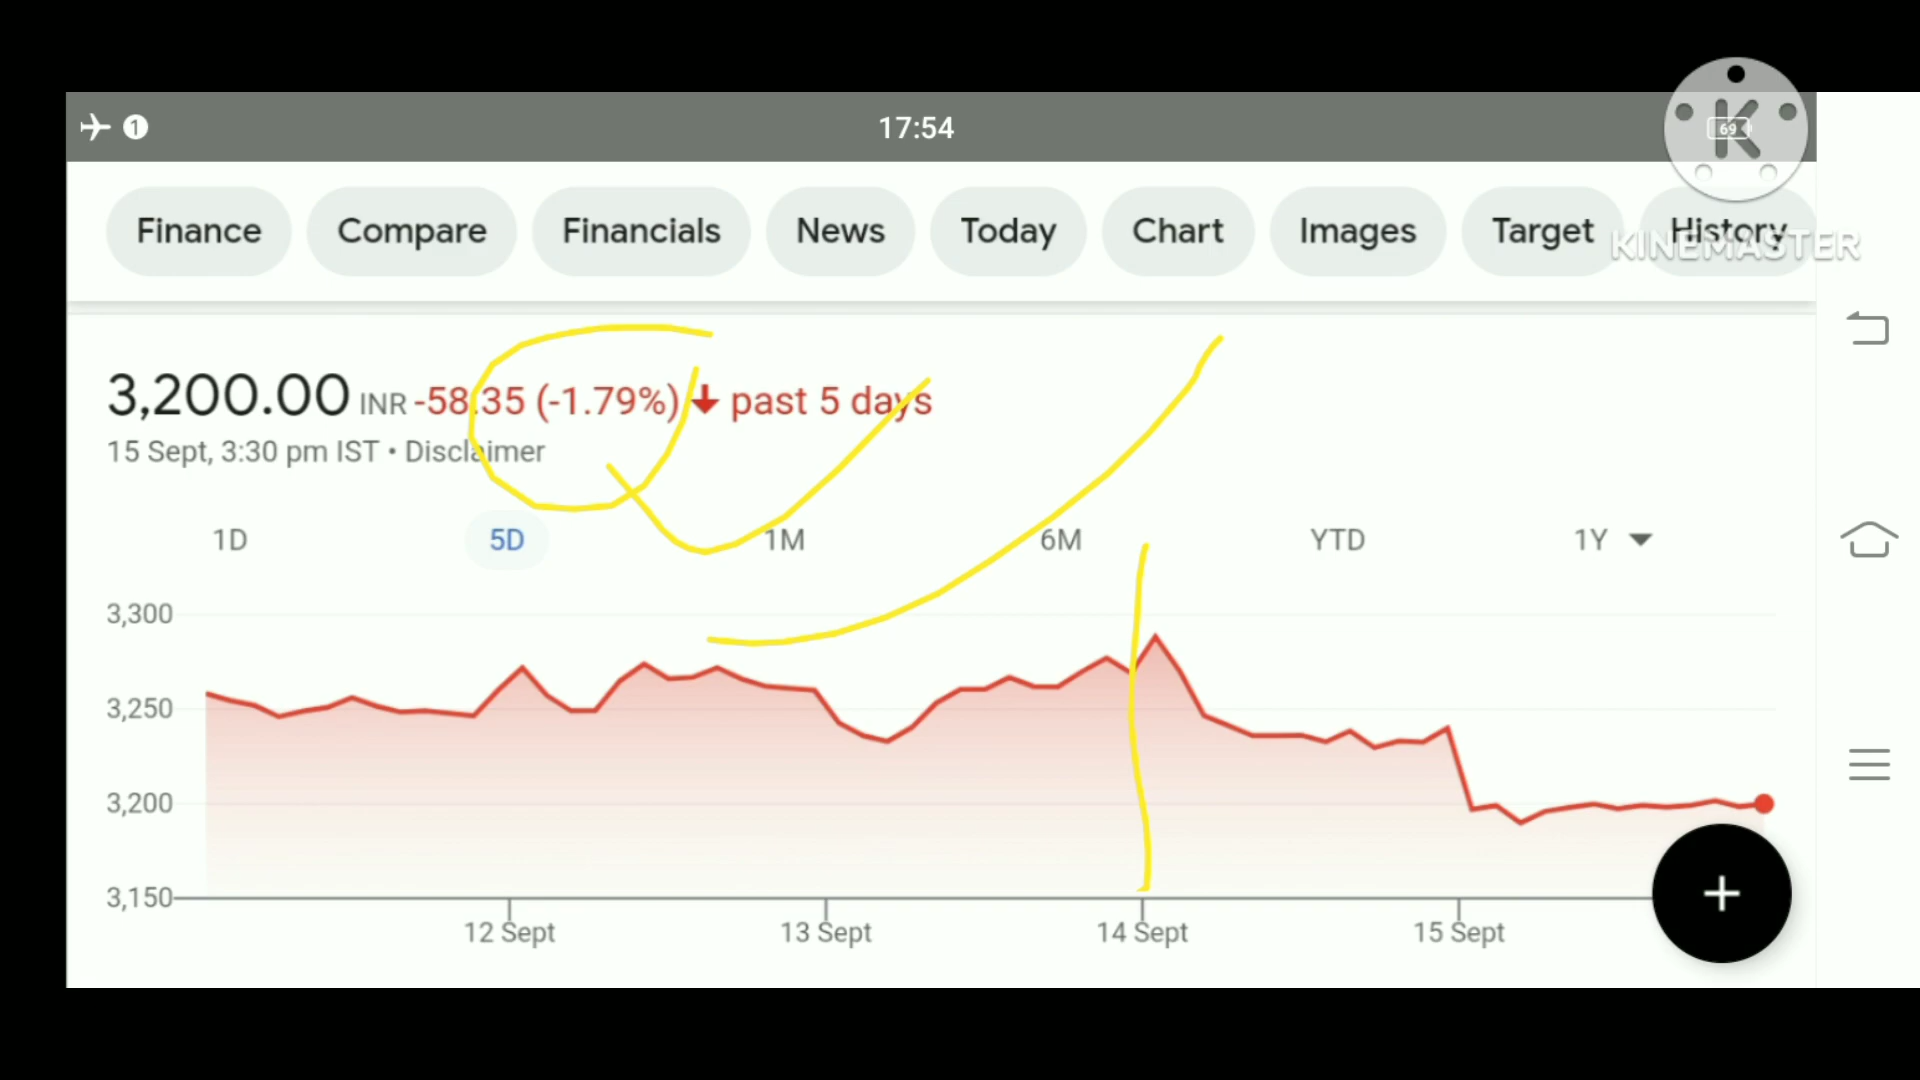 1 17:54 69
Finance Compare Financials News Today Chart Images Target History
KINEMASTER
3,200.00 INR -58.35 (-1.79%) past 5 days
15 Sept, 3:30 pm IST • Disclaimer
1D 5D 1M 6M YTD 1Y
3,300
3,250
3,200
3,150
12 Sept 13 Sept 14 Sept 15 Sept
+